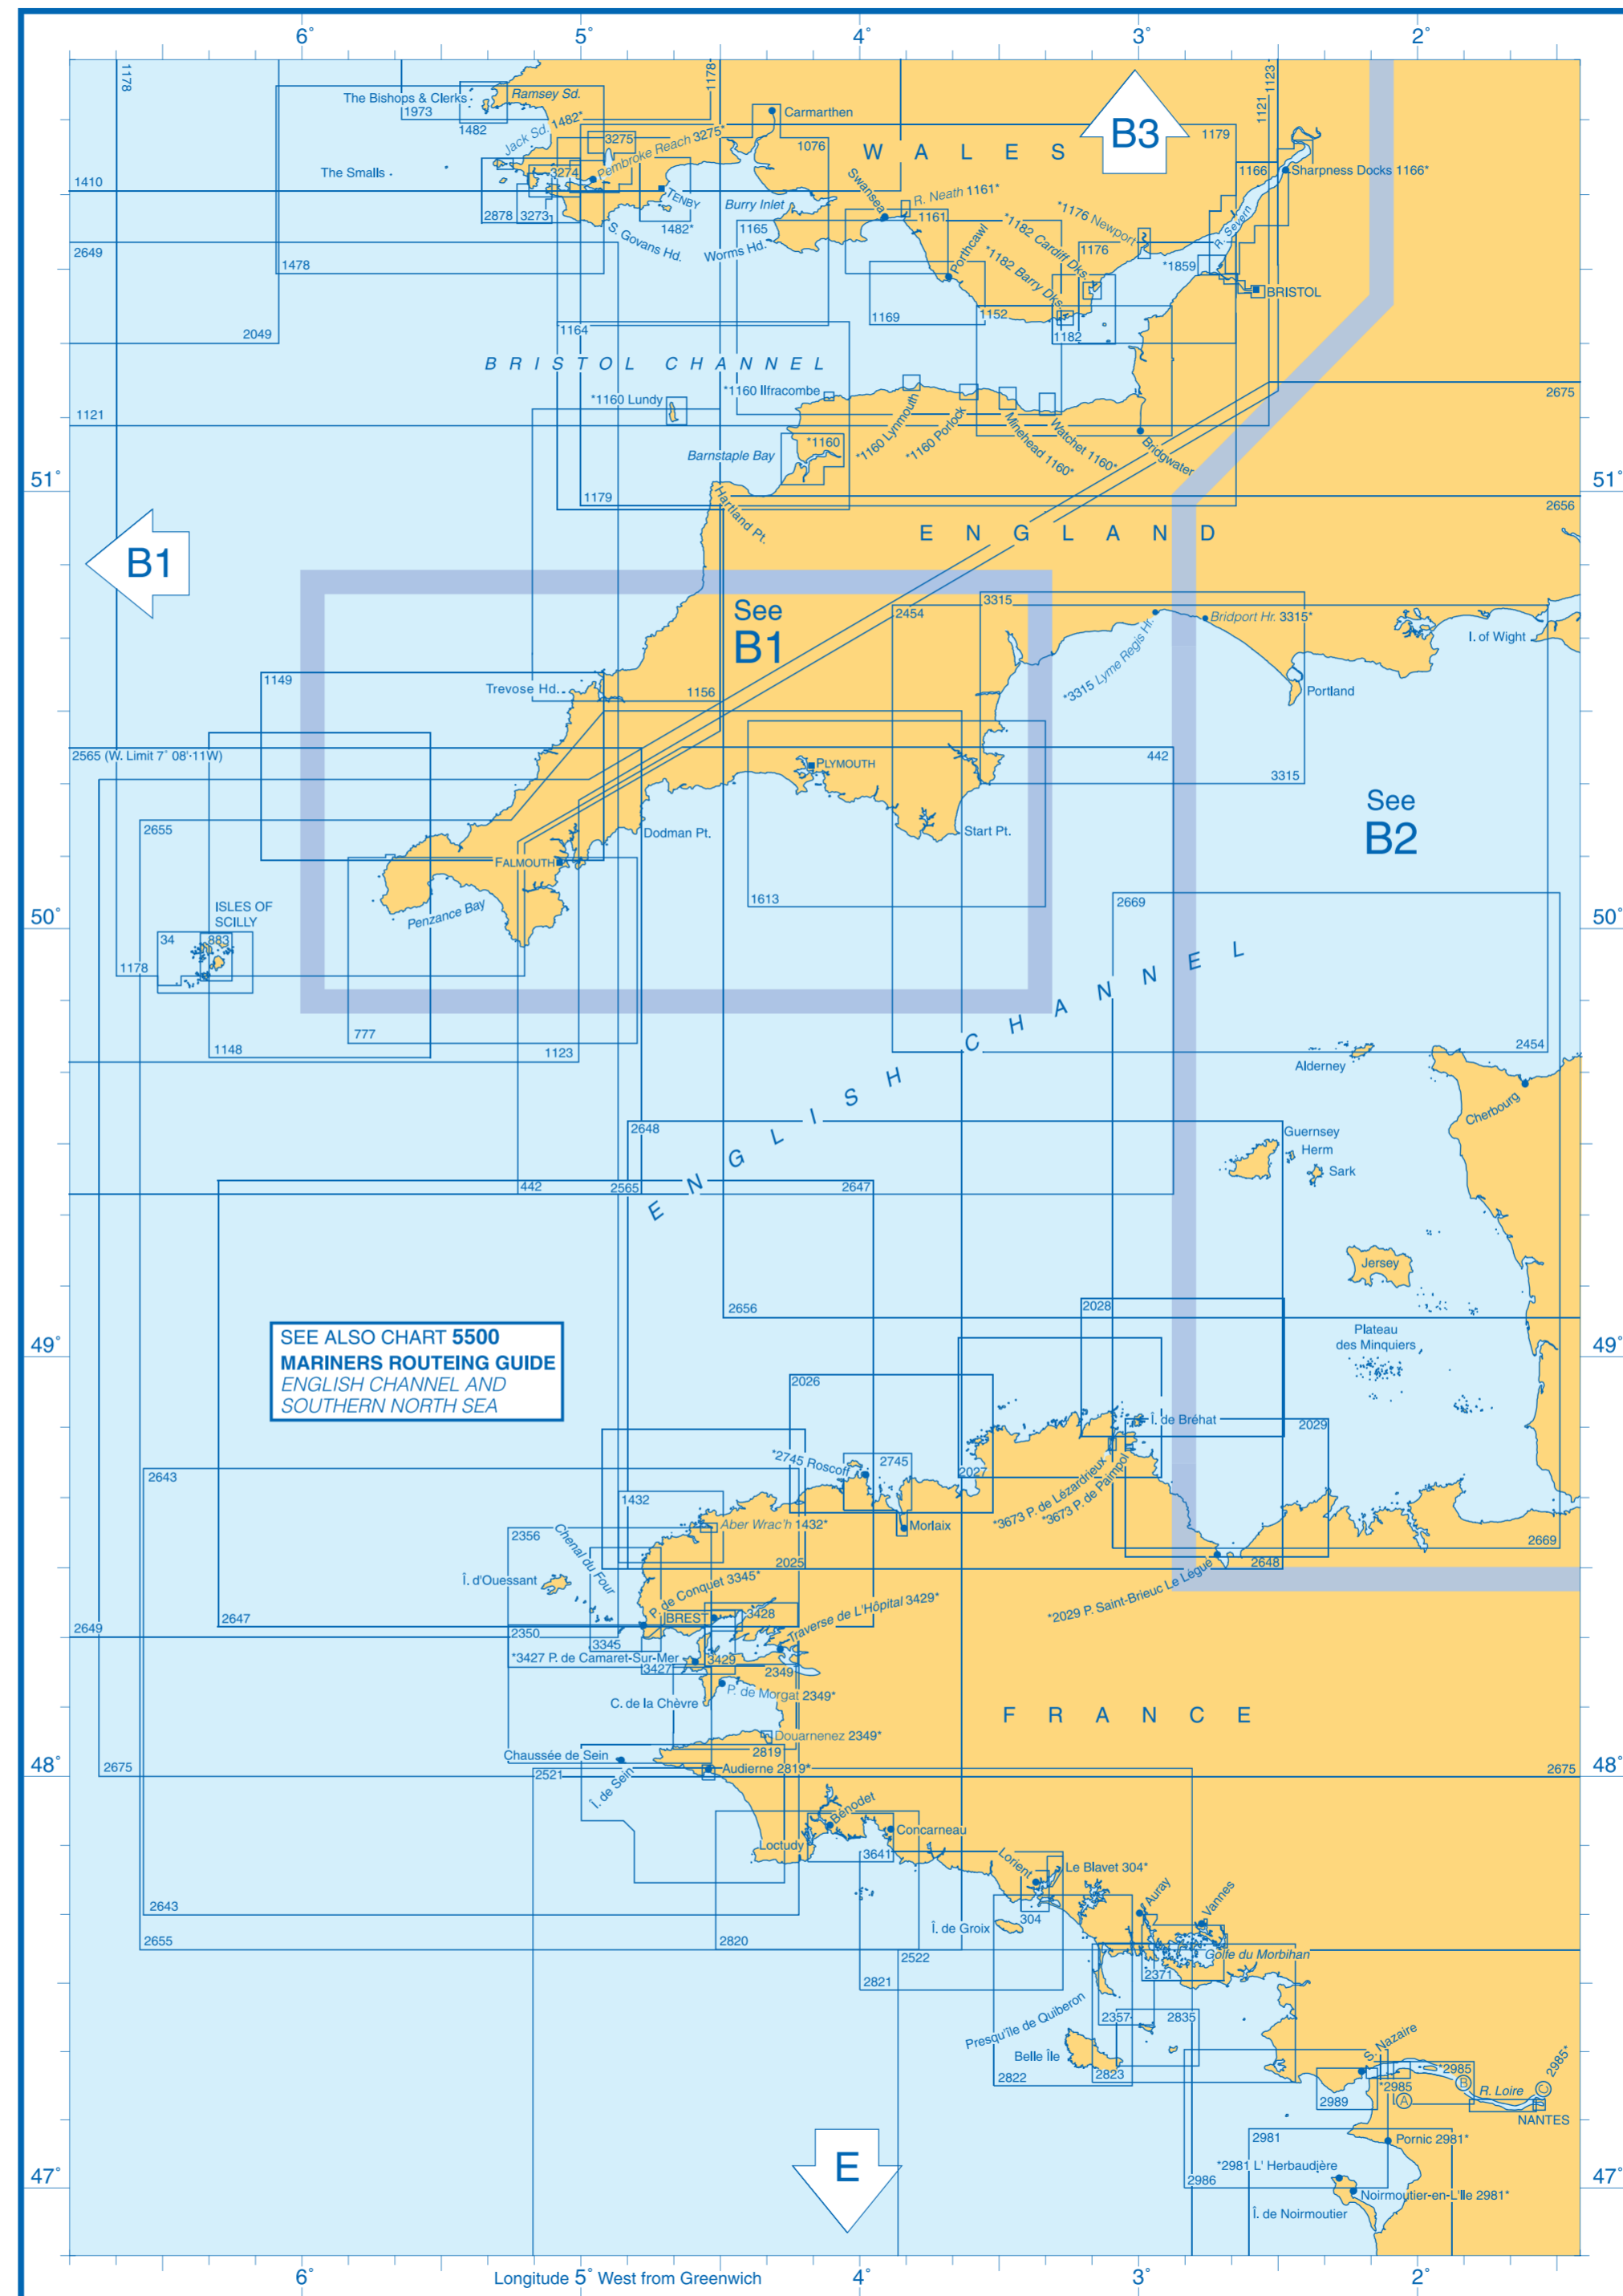 6°
5°
4°
3°
2°
1178
1178
1123
1121
The Bishops & Clerks
Ramsey Sd.
1973
1482
Jack Sd. 1482*
3275
Pembroke Reach 3275*
Carmarthen
1076
W A L E S
B3
1179
The Smalls
3274
1166
Sharpness Docks 1166*
1410
TENBY
Swansea
R. Neath 1161*
2878
3273
Burry Inlet
1161
*1176 Newport
1482*
1165
*1182 Cardiff Dks.
R. Severn
S. Govans Hd.
Worms Hd.
Porthcawl
*1182 Barry Dks.
1176
2649
1478
*1859
BRISTOL
1169
1152
2049
1164
1182
BRISTOL CHANNEL
*1160 Lundy
*1160 Ilfracombe
2675
1121
*1160 Lynmouth
*1160 Porlock
Minehead 1160*
Watchet 1160*
*1160
Barnstaple Bay
Bridgwater
51°
51°
Hartland Pt.
1179
2656
E N G L A N D
B1
See
B1
3315
2454
Bridport Hr. 3315*
I. of Wight
*3315 Lyme Regis Hr.
1149
Trevose Hd.
1156
Portland
2565 (W. Limit 7° 08'·11W)
PLYMOUTH
442
3315
See
B2
2655
Dodman Pt.
Start Pt.
FALMOUTH
1613
2669
ISLES OF
SCILLY
Penzance Bay
50°
50°
34
883
1178
777
1148
1123
2454
ENGLISH CHANNEL
Alderney
Cherbourg
2648
Guernsey
Herm
Sark
442
2565
2647
Jersey
2656
2028
SEE ALSO CHART 5500
MARINERS ROUTEING GUIDE
ENGLISH CHANNEL AND
SOUTHERN NORTH SEA
Plateau
des Minquiers
49°
49°
2026
Î. de Bréhat
2029
*2745 Roscoff
2745
2643
2027
*3673 P. de Lézardrieux
*3673 P. de Paimpol
1432
Aber Wrac'h 1432*
Morlaix
2356
Chenal du Four
2025
2648
2669
Î. d'Ouessant
P. de Conquet 3345*
*2029 P. Saint-Brieuc Le Légué
2647
BREST
3428
Traverse de L'Hôpital 3429*
2649
2350
3345
*3427 P. de Camaret-Sur-Mer
3427
3429
2349
P. de Morgat 2349*
C. de la Chèvre
F R A N C E
Douarnenez 2349*
Chaussée de Sein
2819
48°
48°
2675
2521
Audierne 2819*
2675
Î. de Sein
Bénodet
Concarneau
Loctudy
3641
Lorient
Le Blavet 304*
2643
304
Auray
Vannes
Î. de Groix
2655
2820
2522
Golfe du Morbihan
2821
2371
2357
2835
Presqu'île de Quiberon
Belle Île
S. Nazaire
2822
2823
*2985
B
2985*
C
2989
*2985
A
R. Loire
NANTES
2981
Pornic 2981*
E
*2981 L' Herbaudière
47°
47°
2986
Noirmoutier-en-L'Ile 2981*
Î. de Noirmoutier
6°
Longitude 5° West from Greenwich
4°
3°
2°